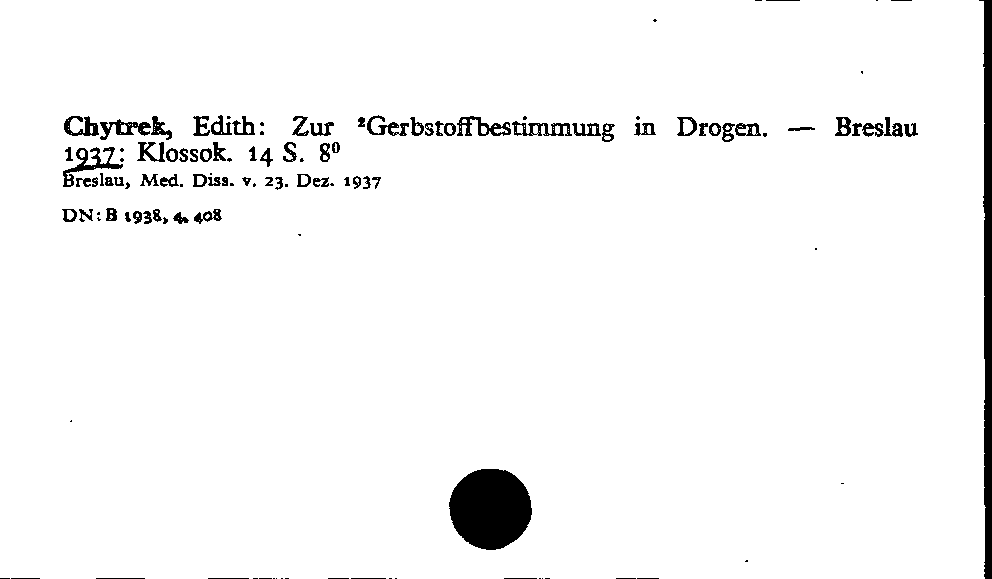 Chytrek, Edith: Zur ²Gerbstoffbestimmung in Drogen. — Breslau
1937: Klossok. 14 S. 8⁰
Breslau, Med. Diss. v. 23. Dez. 1937
DN: B 1938, 4. 408